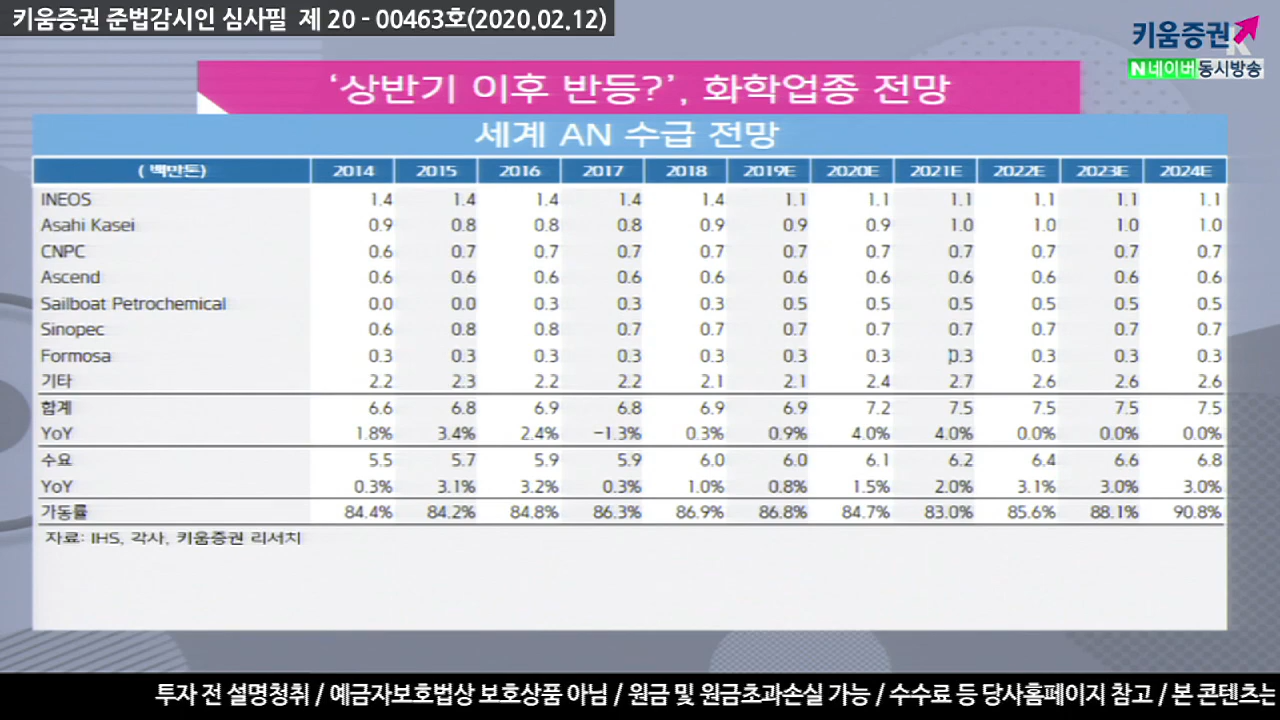 키움증권 준법감시인 심사필 제 20 - 00463호(2020.02.12)
키움증권
N네이버 동시방송
‘상반기 이후 반등?’, 화학업종 전망
세계 AN 수급 전망
( 백만톤) 2014 2015 2016 2017 2018 2019E 2020E 2021E 2022E 2023E 2024E
INEOS 1.4 1.4 1.4 1.4 1.4 1.1 1.1 1.1 1.1 1.1 1.1
Asahi Kasei 0.9 0.8 0.8 0.8 0.9 0.9 0.9 1.0 1.0 1.0 1.0
CNPC 0.6 0.7 0.7 0.7 0.7 0.7 0.7 0.7 0.7 0.7 0.7
Ascend 0.6 0.6 0.6 0.6 0.6 0.6 0.6 0.6 0.6 0.6 0.6
Sailboat Petrochemical 0.0 0.0 0.3 0.3 0.3 0.5 0.5 0.5 0.5 0.5 0.5
Sinopec 0.6 0.8 0.8 0.7 0.7 0.7 0.7 0.7 0.7 0.7 0.7
Formosa 0.3 0.3 0.3 0.3 0.3 0.3 0.3 0.3 0.3 0.3 0.3
기타 2.2 2.3 2.2 2.2 2.1 2.1 2.4 2.7 2.6 2.6 2.6
합계 6.6 6.8 6.9 6.8 6.9 6.9 7.2 7.5 7.5 7.5 7.5
YoY 1.8% 3.4% 2.4% -1.3% 0.3% 0.9% 4.0% 4.0% 0.0% 0.0% 0.0%
수요 5.5 5.7 5.9 5.9 6.0 6.0 6.1 6.2 6.4 6.6 6.8
YoY 0.3% 3.1% 3.2% 0.3% 1.0% 0.8% 1.5% 2.0% 3.1% 3.0% 3.0%
가동률 84.4% 84.2% 84.8% 86.3% 86.9% 86.8% 84.7% 83.0% 85.6% 88.1% 90.8%
자료: IHS, 각사, 키움증권 리서치
투자 전 설명청취 / 예금자보호법상 보호상품 아님 / 원금 및 원금초과손실 가능 / 수수료 등 당사홈페이지 참고 / 본 콘텐츠는